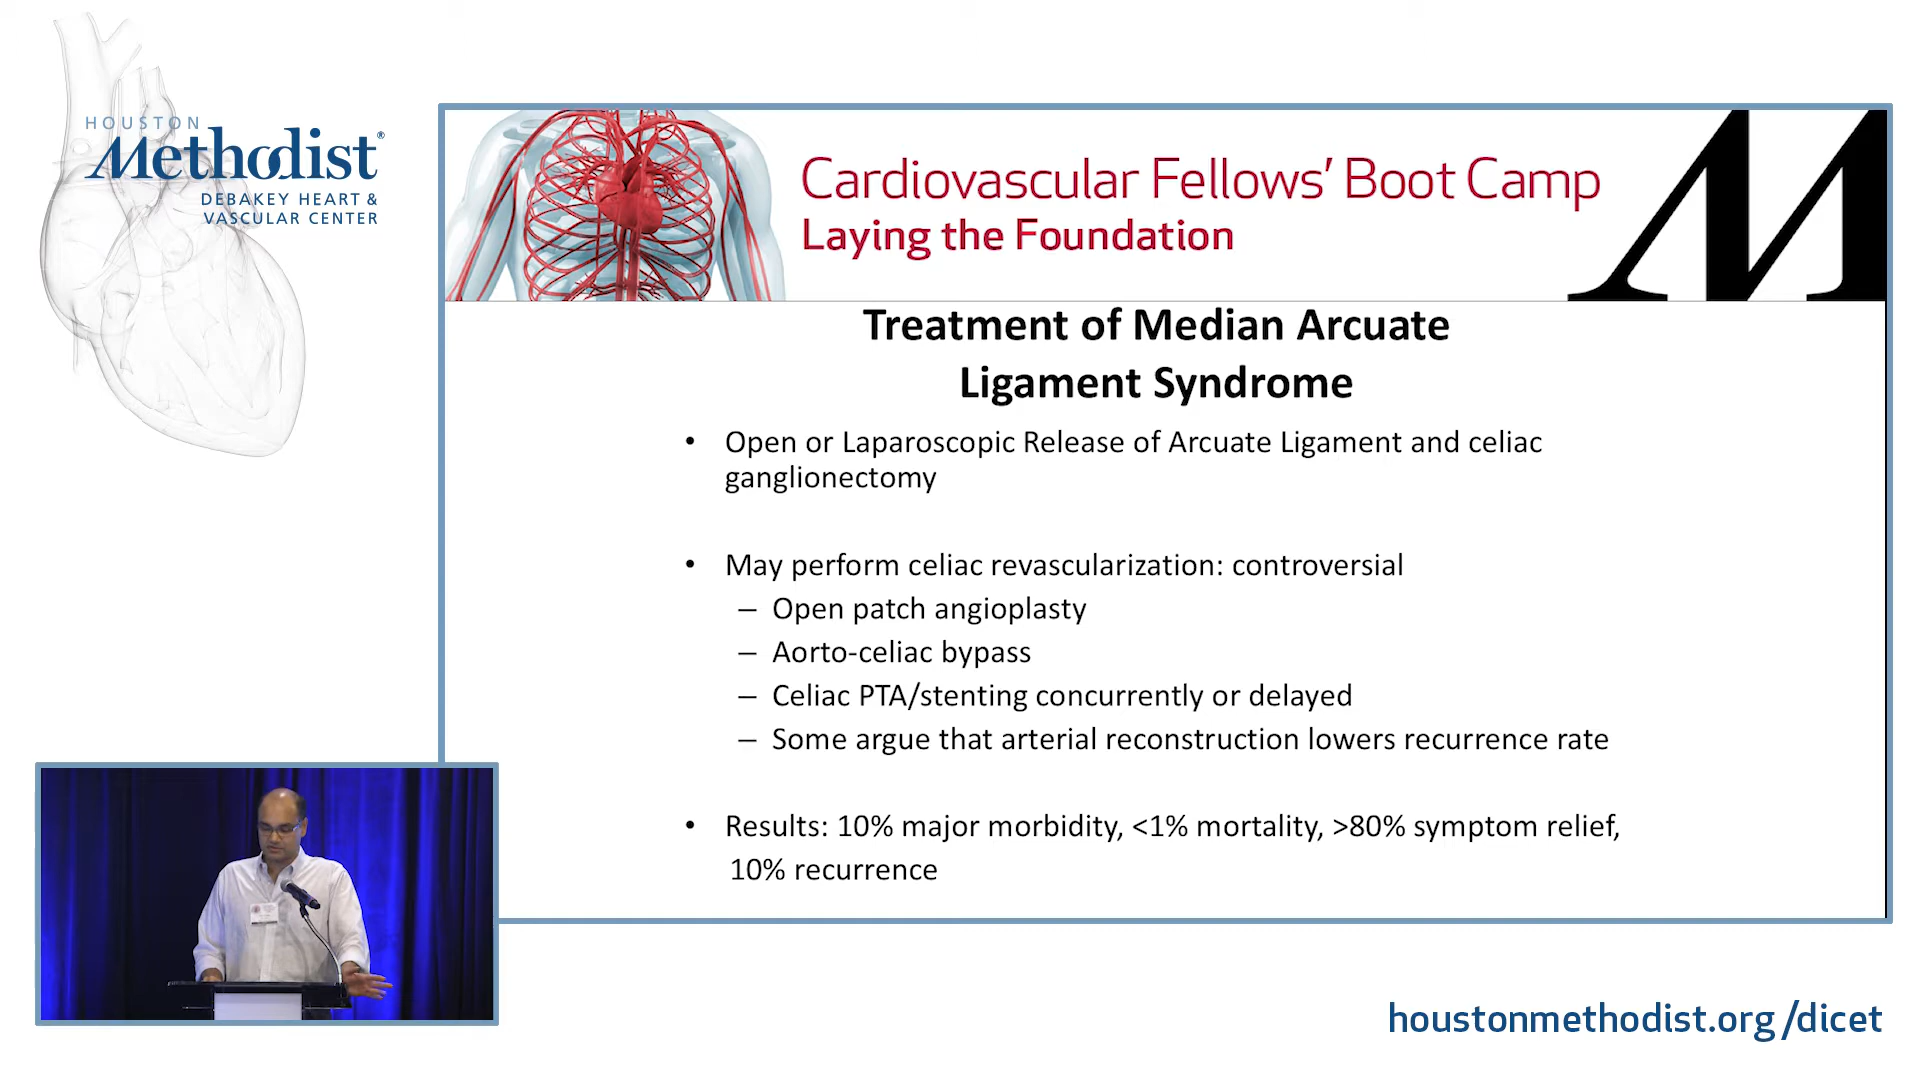 HOUSTON
Methodist®
DEBAKEY HEART &
VASCULAR CENTER
Cardiovascular Fellows' Boot Camp
Laying the Foundation
M
Treatment of Median Arcuate
Ligament Syndrome
• Open or Laparoscopic Release of Arcuate Ligament and celiac
ganglionectomy
• May perform celiac revascularization: controversial
– Open patch angioplasty
– Aorto-celiac bypass
– Celiac PTA/stenting concurrently or delayed
– Some argue that arterial reconstruction lowers recurrence rate
• Results: 10% major morbidity, <1% mortality, >80% symptom relief,
10% recurrence
houstonmethodist.org/dicet